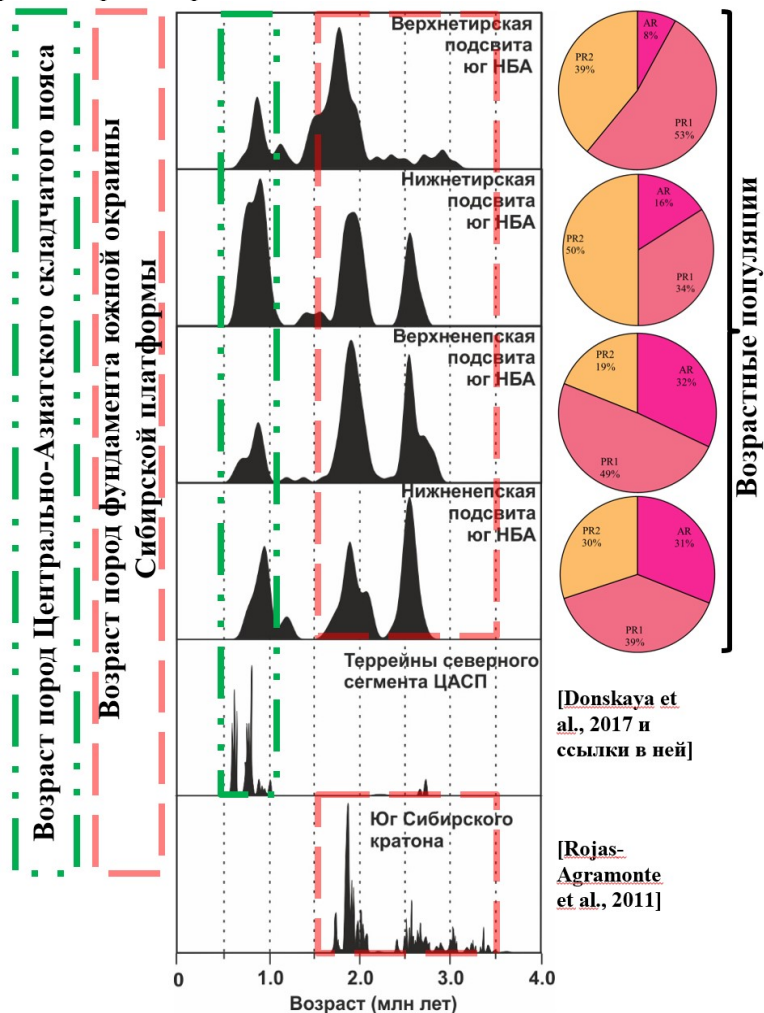 Возраст пород Центрально-Азиатского складчатого пояса
Возраст пород фундамента южной окраины
Сибирской платформы
Верхнетирская
подсвита
юг НБА
PR2
39%
AR
8%
PR1
53%
Нижнетирская
подсвита
юг НБА
PR2
50%
AR
16%
PR1
34%
Верхненепская
подсвита
юг НБА
PR2
19%
AR
32%
PR1
49%
Нижненепская
подсвита
юг НБА
PR2
30%
AR
31%
PR1
39%
Возрастные популяции
Террейны северного
сегмента ЦАСП
[Donskaya et
al., 2017 и
ссылки в ней]
Юг Сибирского
кратона
[Rojas-
Agramonte
et al., 2011]
0 1.0 2.0 3.0 4.0
Возраст (млн лет)